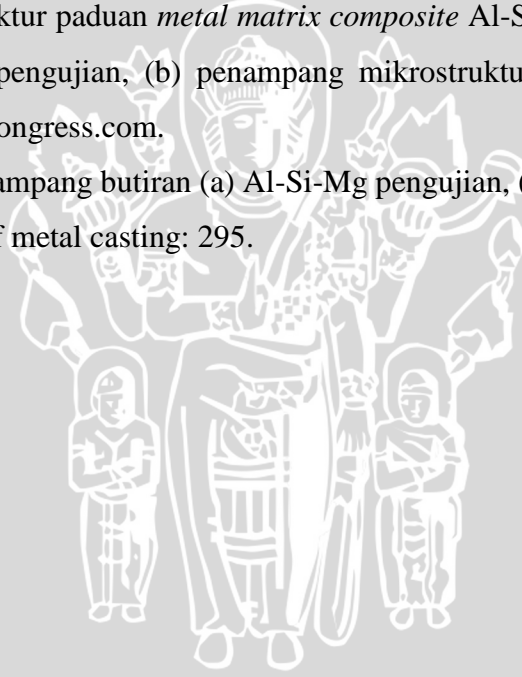 ktur paduan metal matrix composite Al-S
pengujian, (b) penampang mikrostruktu
ongress.com.
ampang butiran (a) Al-Si-Mg pengujian, (
f metal casting: 295.